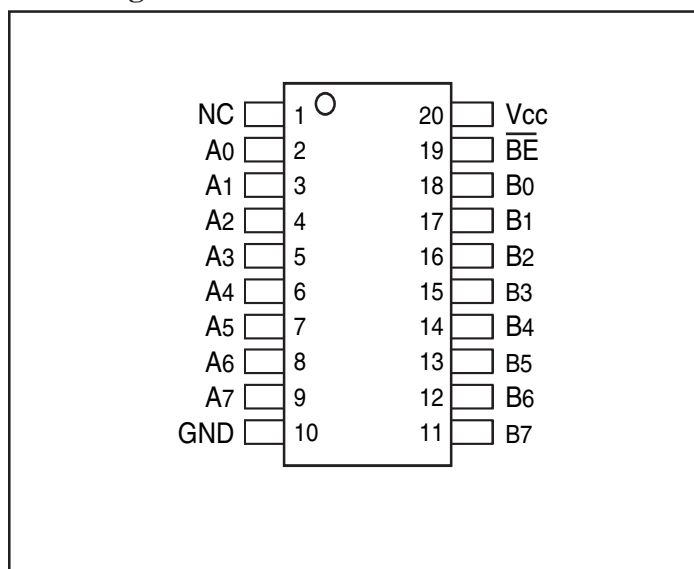 NC 1 20 Vcc
A0 2 19 B̅E̅
A1 3 18 B0
A2 4 17 B1
A3 5 16 B2
A4 6 15 B3
A5 7 14 B4
A6 8 13 B5
A7 9 12 B6
GND 10 11 B7